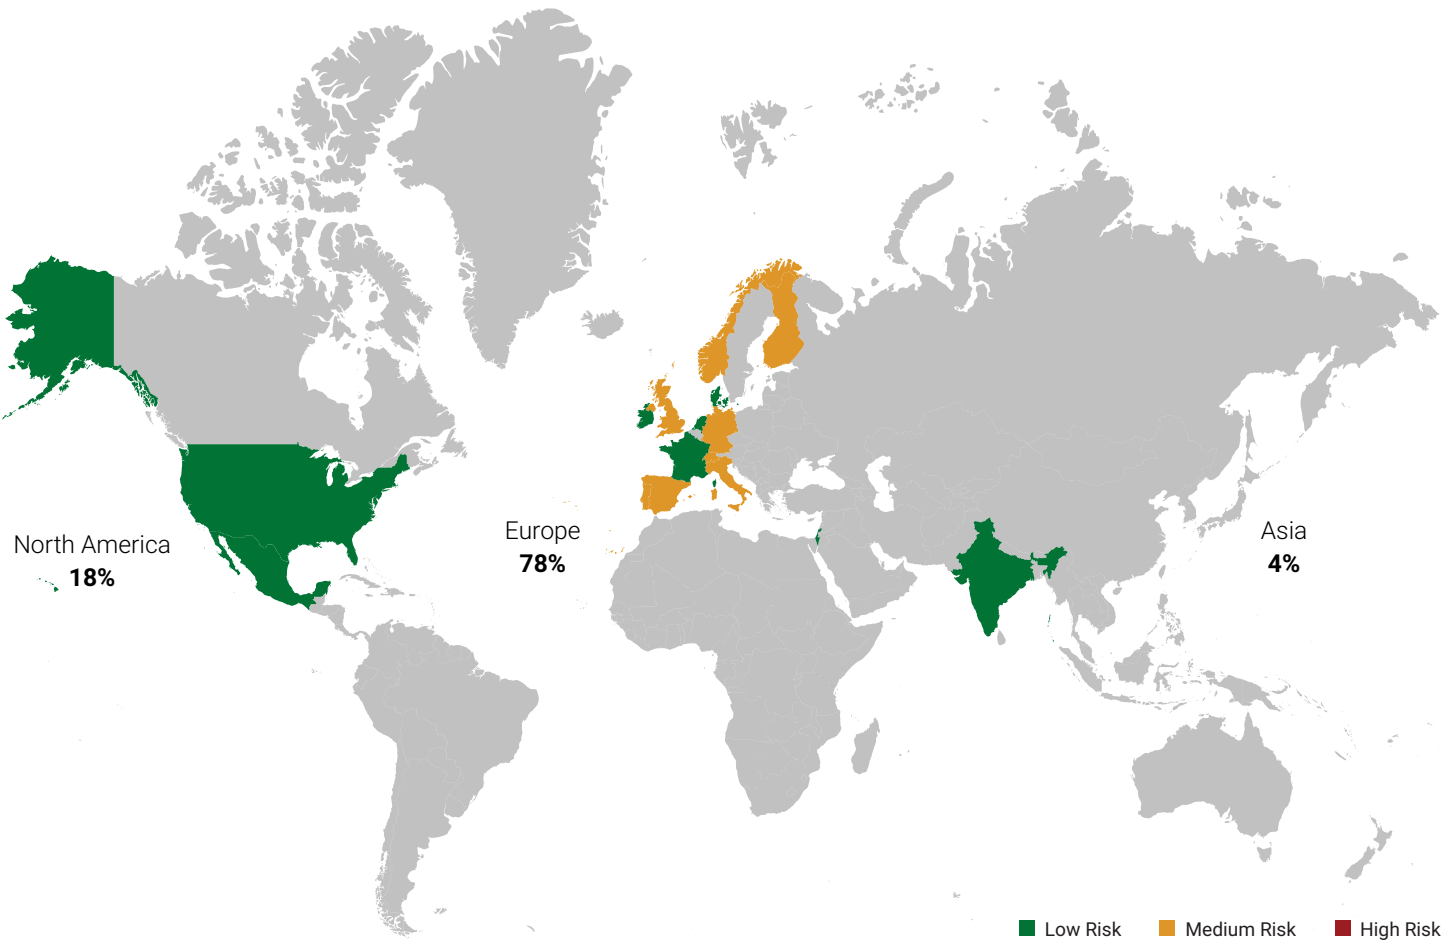 North America
18%
Europe
78%
Asia
4%
Low Risk
Medium Risk
High Risk